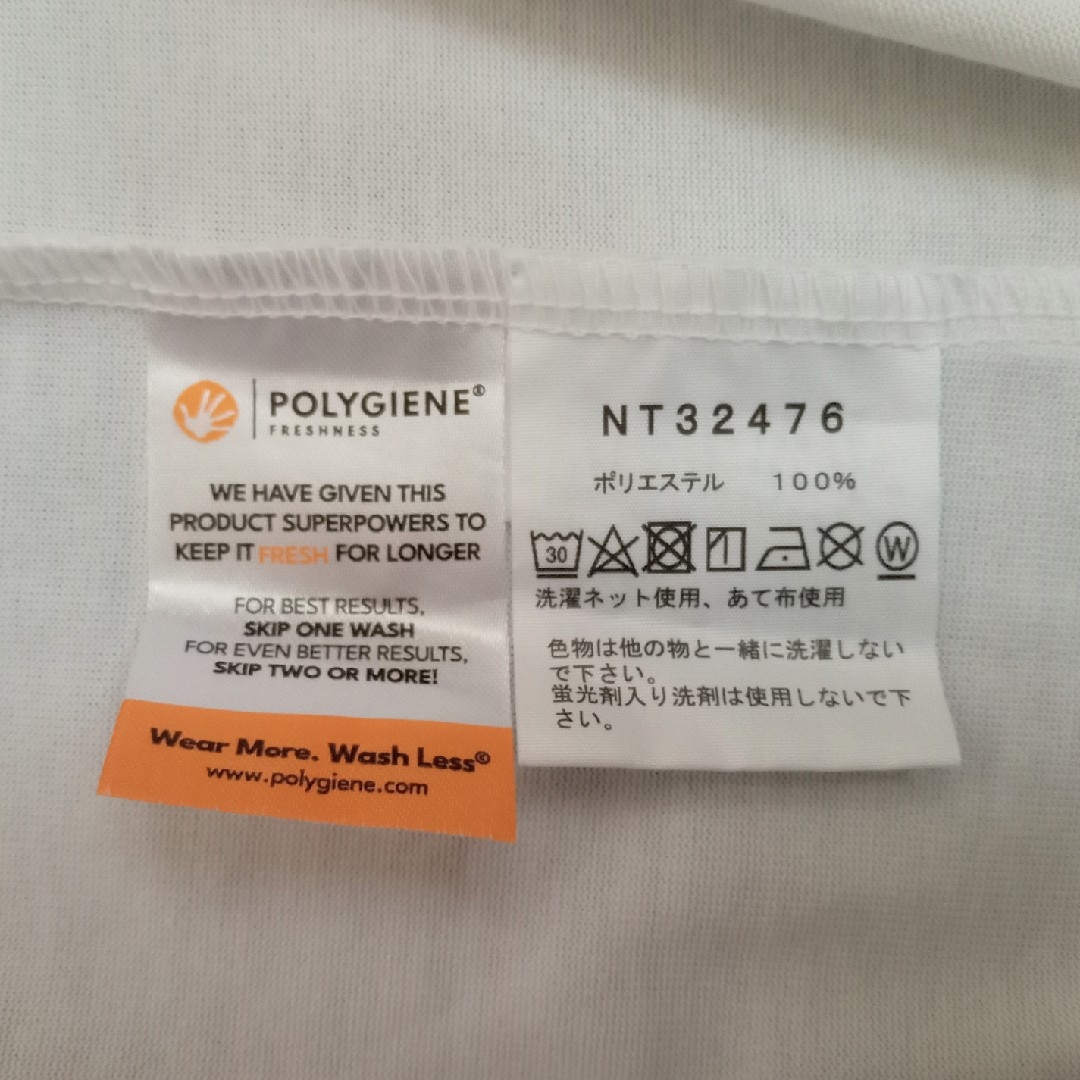 POLYGIENE®
FRESHNESS
WE HAVE GIVEN THIS
PRODUCT SUPERPOWERS TO
KEEP IT FRESH FOR LONGER
FOR BEST RESULTS,
SKIP ONE WASH
FOR EVEN BETTER RESULTS,
SKIP TWO OR MORE!
Wear More. Wash Less©
www.polygiene.com
NT32476
ポリエステル 100%
30 W
洗濯ネット使用、あて布使用
色物は他の物と一緒に洗濯しない
で下さい。
蛍光剤入り洗剤は使用しないで下
さい。